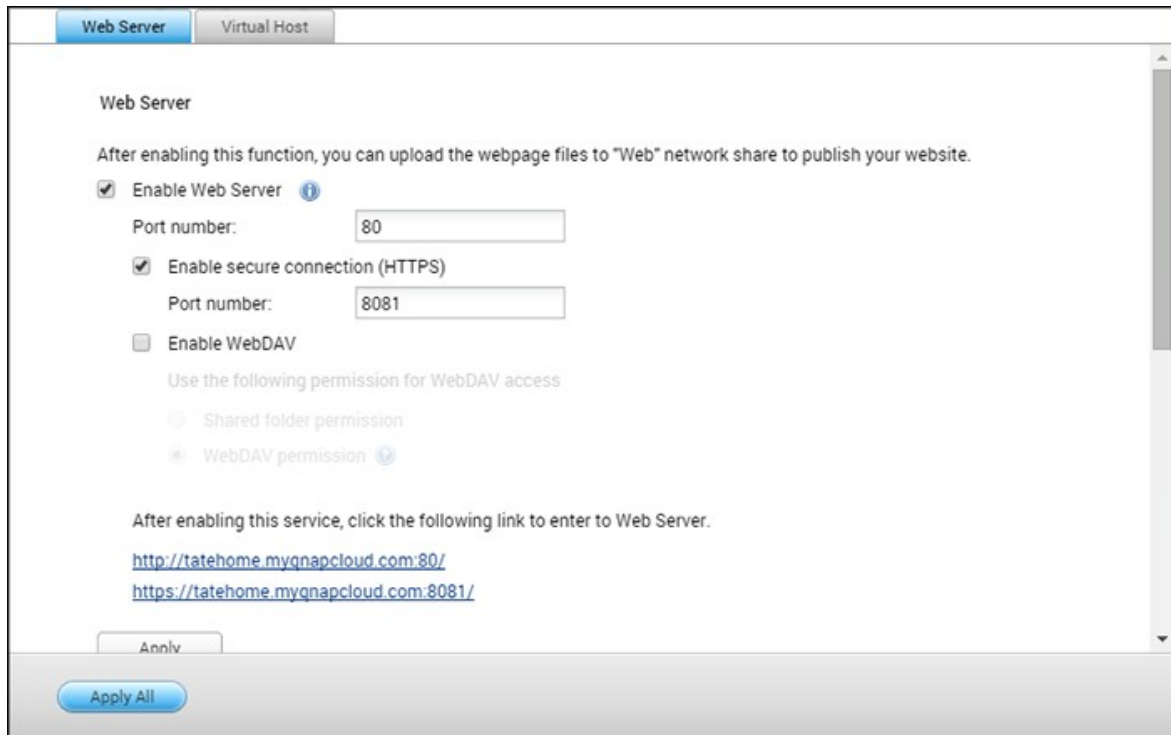 Web Server
Virtual Host
Web Server
After enabling this function, you can upload the webpage files to "Web" network share to publish your website.
Enable Web Server
Port number: 80
Enable secure connection (HTTPS)
Port number: 8081
Enable WebDAV
Use the following permission for WebDAV access
Shared folder permission
WebDAV permission
After enabling this service, click the following link to enter to Web Server.
http://tatehome.myqnapcloud.com:80/
https://tatehome.myqnapcloud.com:8081/
Apply
Apply All